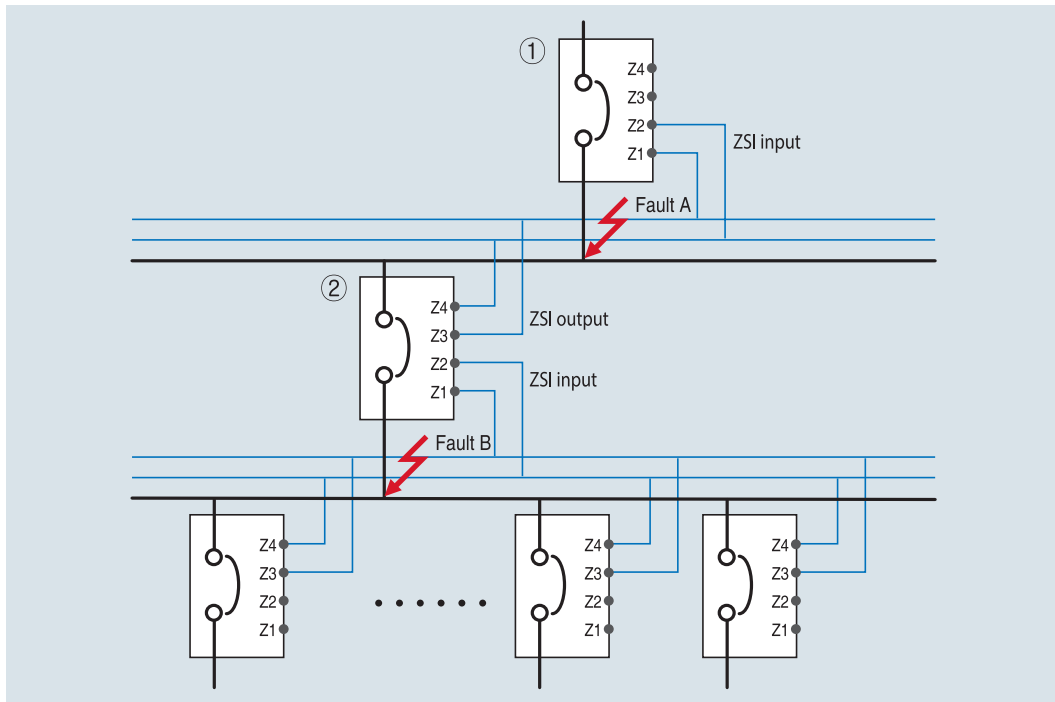 ①
Z4
Z3
Z2
Z1
ZSI input
Fault A
②
Z4
Z3
Z2
Z1
ZSI output
ZSI input
Fault B
Z4
Z3
Z2
Z1
Z4
Z3
Z2
Z1
Z4
Z3
Z2
Z1